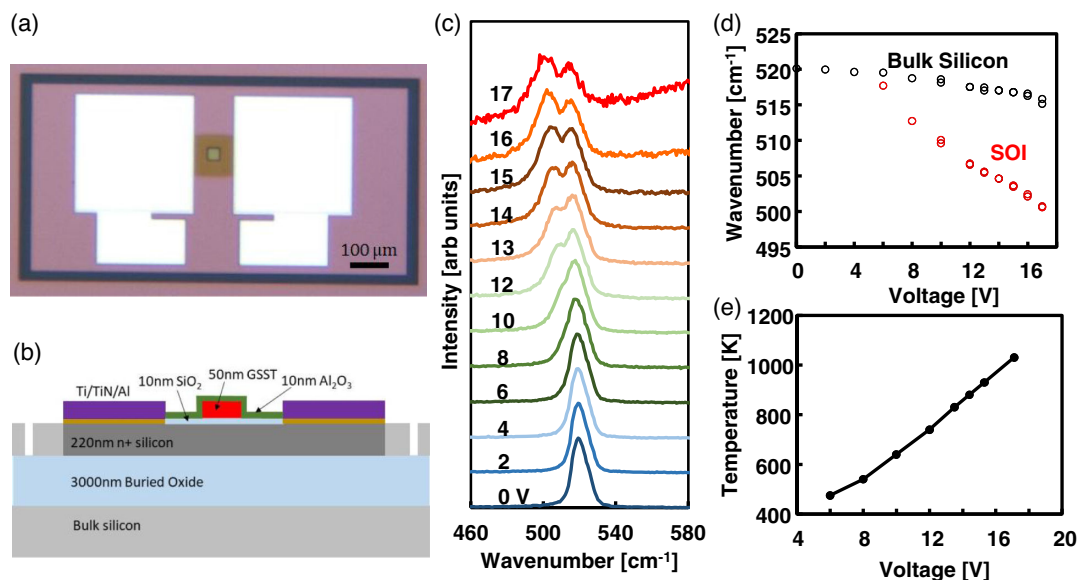 (a)
100 μm
(b)
10nm SiO2
50nm GSST
10nm Al2O3
Ti/TiN/Al
220nm n+ silicon
3000nm Buried Oxide
Bulk silicon
(c)
Intensity [arb units]
17
16
15
14
13
12
10
8
6
4
2
0 V
460 500 540 580
Wavenumber [cm⁻¹]
(d)
Wavenumber [cm⁻¹]
525
520
515
510
505
500
495
Bulk Silicon
SOI
0 4 8 12 16
Voltage [V]
(e)
Temperature [K]
1200
1000
800
600
400
4 8 12 16 20
Voltage [V]